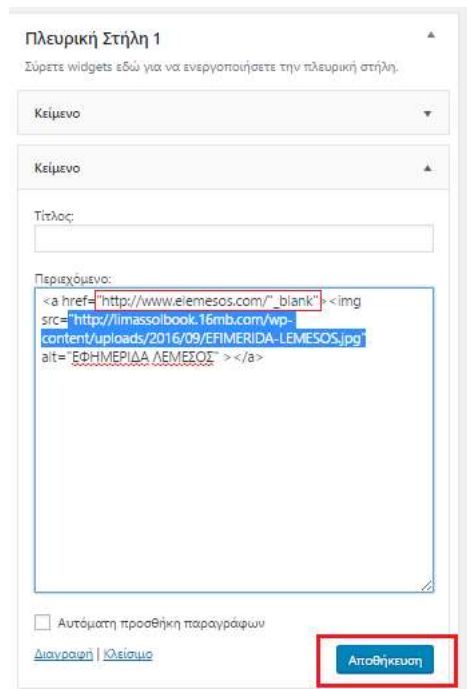 Πλευρική Στήλη 1
Σύρετε widgets εδώ για να ενεργοποιήσετε την πλευρική στήλη.
Κείμενο
Κείμενο
Τίτλος:
Περιεχόμενο:
<a href="http://www.elemesos.com/"_blank"><img
src="http://limassolbook.16mb.com/wp-
content/uploads/2016/09/EFIMERIDA-LEMESOS.jpg"
alt="ΕΦΗΜΕΡΙΔΑ ΛΕΜΕΣΟΣ" ></a>
Αυτόματη προσθήκη παραγράφων
Διαγραφή | Κλείσιμο
Αποθήκευση